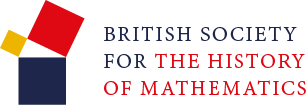 BRITISH SOCIETY
FOR THE HISTORY
OF MATHEMATICS